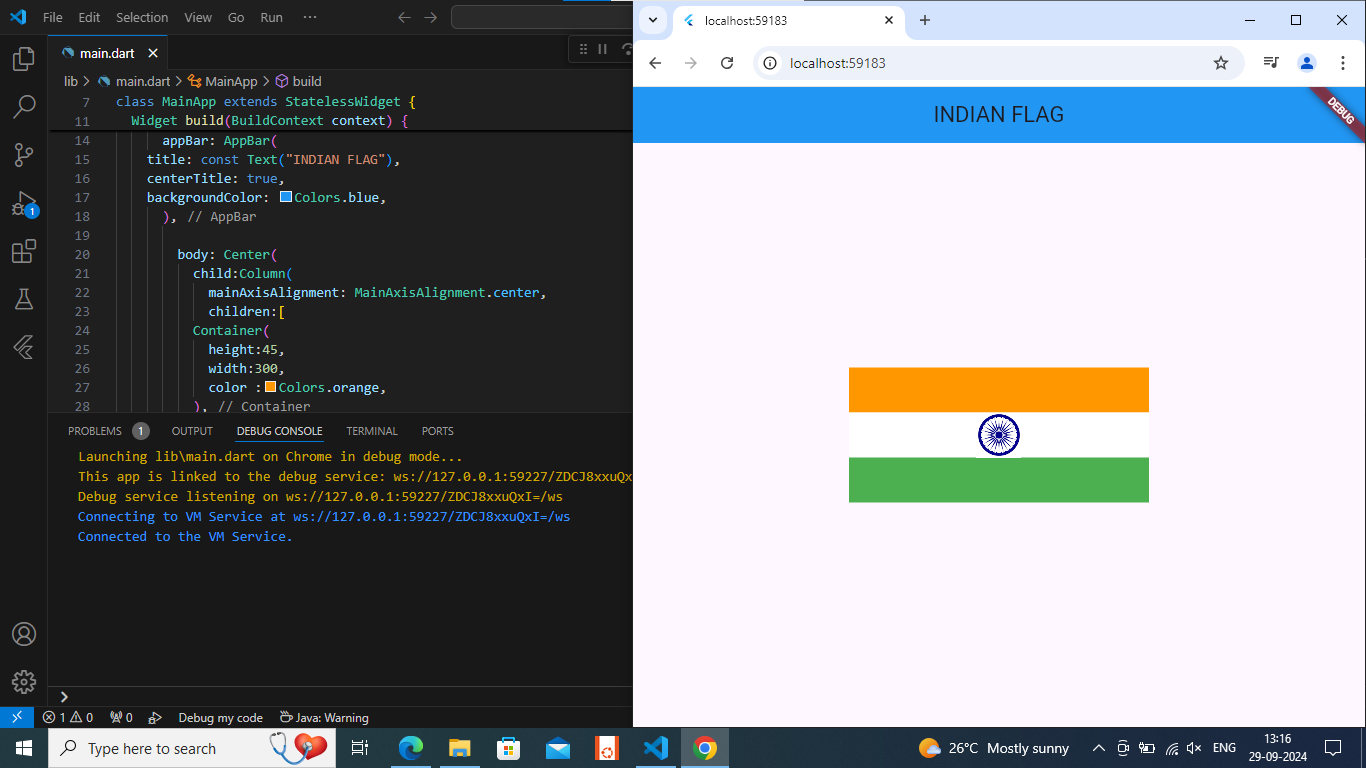 File Edit Selection View Go Run ···
main.dart
lib > main.dart > MainApp > build
7 class MainApp extends StatelessWidget {
11 Widget build(BuildContext context) {
14 appBar: AppBar(
15 title: const Text("INDIAN FLAG"),
16 centerTitle: true,
17 backgroundColor: Colors.blue,
18 ), // AppBar
19
20 body: Center(
21 child:Column(
22 mainAxisAlignment: MainAxisAlignment.center,
23 children:[
24 Container(
25 height:45,
26 width:300,
27 color :Colors.orange,
28 ), // Container
PROBLEMS 1 OUTPUT DEBUG CONSOLE TERMINAL PORTS
Launching lib\main.dart on Chrome in debug mode...
This app is linked to the debug service: ws://127.0.0.1:59227/ZDCJ8xxuQx
Debug service listening on ws://127.0.0.1:59227/ZDCJ8xxuQxI=/ws
Connecting to VM Service at ws://127.0.0.1:59227/ZDCJ8xxuQxI=/ws
Connected to the VM Service.
1
1 0 0 Debug my code Java: Warning
localhost:59183
localhost:59183
INDIAN FLAG
DEBUG
Type here to search
26°C Mostly sunny
ENG
13:16
29-09-2024